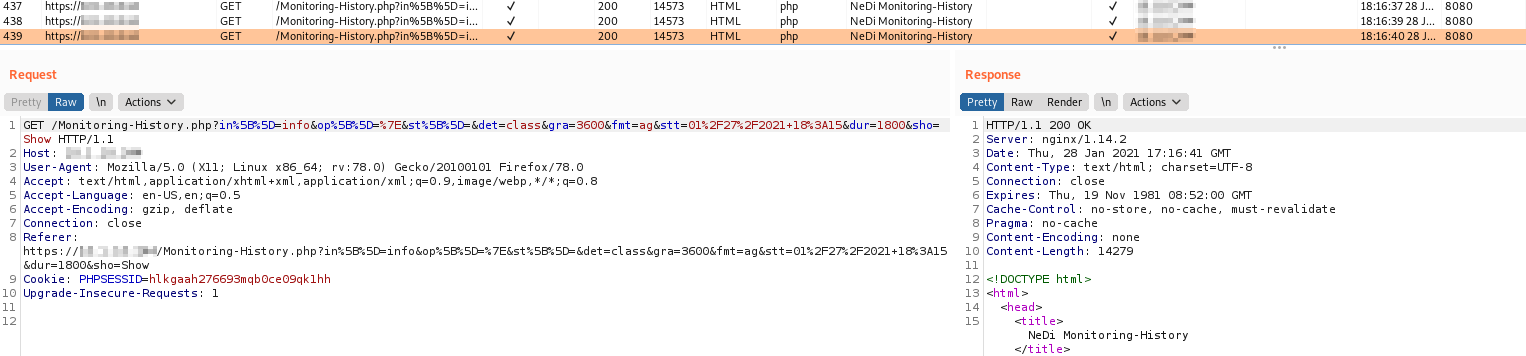 437 https:// GET /Monitoring-History.php?in%5B%5D=i... ✓ 200 14573 HTML php NeDi Monitoring-History ✓ 18:16:37 28 J... 8080
438 https:// GET /Monitoring-History.php?in%5B%5D=i... ✓ 200 14573 HTML php NeDi Monitoring-History ✓ 18:16:39 28 J... 8080
439 https:// GET /Monitoring-History.php?in%5B%5D=i... ✓ 200 14573 HTML php NeDi Monitoring-History ✓ 18:16:40 28 J... 8080
Request
Pretty Raw \n Actions
1 GET /Monitoring-History.php?in%5B%5D=info&op%5B%5D=%7E&st%5B%5D=&det=class&gra=3600&fmt=ag&stt=01%2F27%2F2021+18%3A15&dur=1800&sho=
Show HTTP/1.1
2 Host:
3 User-Agent: Mozilla/5.0 (X11; Linux x86_64; rv:78.0) Gecko/20100101 Firefox/78.0
4 Accept: text/html,application/xhtml+xml,application/xml;q=0.9,image/webp,*/*;q=0.8
5 Accept-Language: en-US,en;q=0.5
6 Accept-Encoding: gzip, deflate
7 Connection: close
8 Referer:
https:///Monitoring-History.php?in%5B%5D=info&op%5B%5D=%7E&st%5B%5D=&det=class&gra=3600&fmt=ag&stt=01%2F27%2F2021+18%3A15
&dur=1800&sho=Show
9 Cookie: PHPSESSID=hlkgaah276693mqb0ce09qk1hh
10 Upgrade-Insecure-Requests: 1
11
12
Response
Pretty Raw Render \n Actions
1 HTTP/1.1 200 OK
2 Server: nginx/1.14.2
3 Date: Thu, 28 Jan 2021 17:16:41 GMT
4 Content-Type: text/html; charset=UTF-8
5 Connection: close
6 Expires: Thu, 19 Nov 1981 08:52:00 GMT
7 Cache-Control: no-store, no-cache, must-revalidate
8 Pragma: no-cache
9 Content-Encoding: none
10 Content-Length: 14279
11
12 <!DOCTYPE html>
13 <html>
14 <head>
15 <title>
NeDi Monitoring-History
</title>